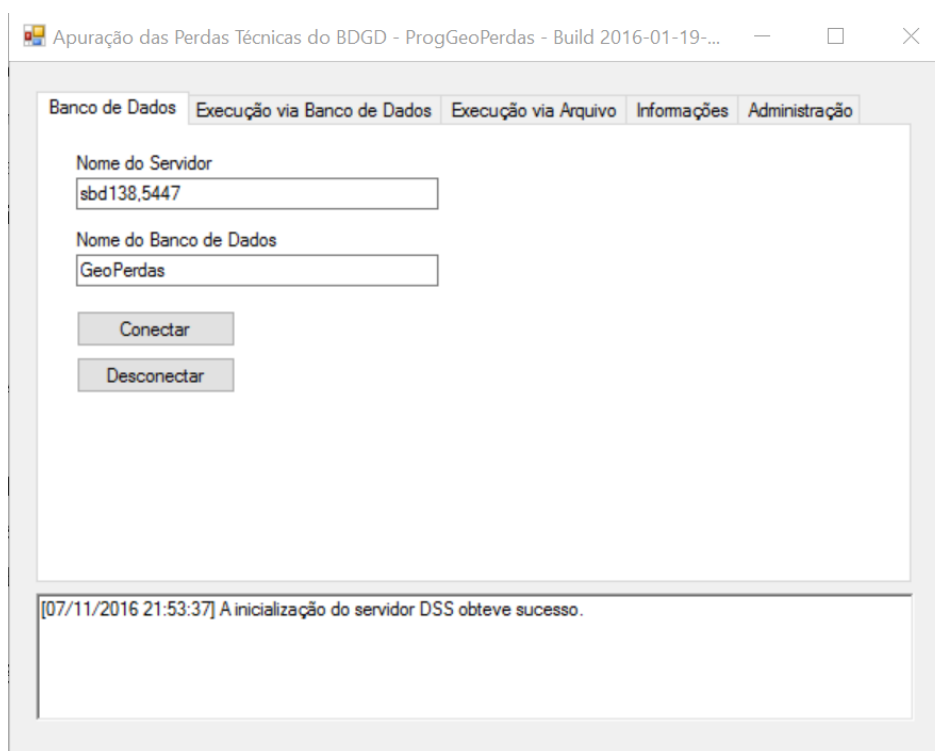 Apuração das Perdas Técnicas do BDGD - ProgGeoPerdas - Build 2016-01-19-...
Banco de Dados Execução via Banco de Dados Execução via Arquivo Informações Administração
Nome do Servidor
sbd138,5447
Nome do Banco de Dados
GeoPerdas
Conectar
Desconectar
[07/11/2016 21:53:37] A inicialização do servidor DSS obteve sucesso.